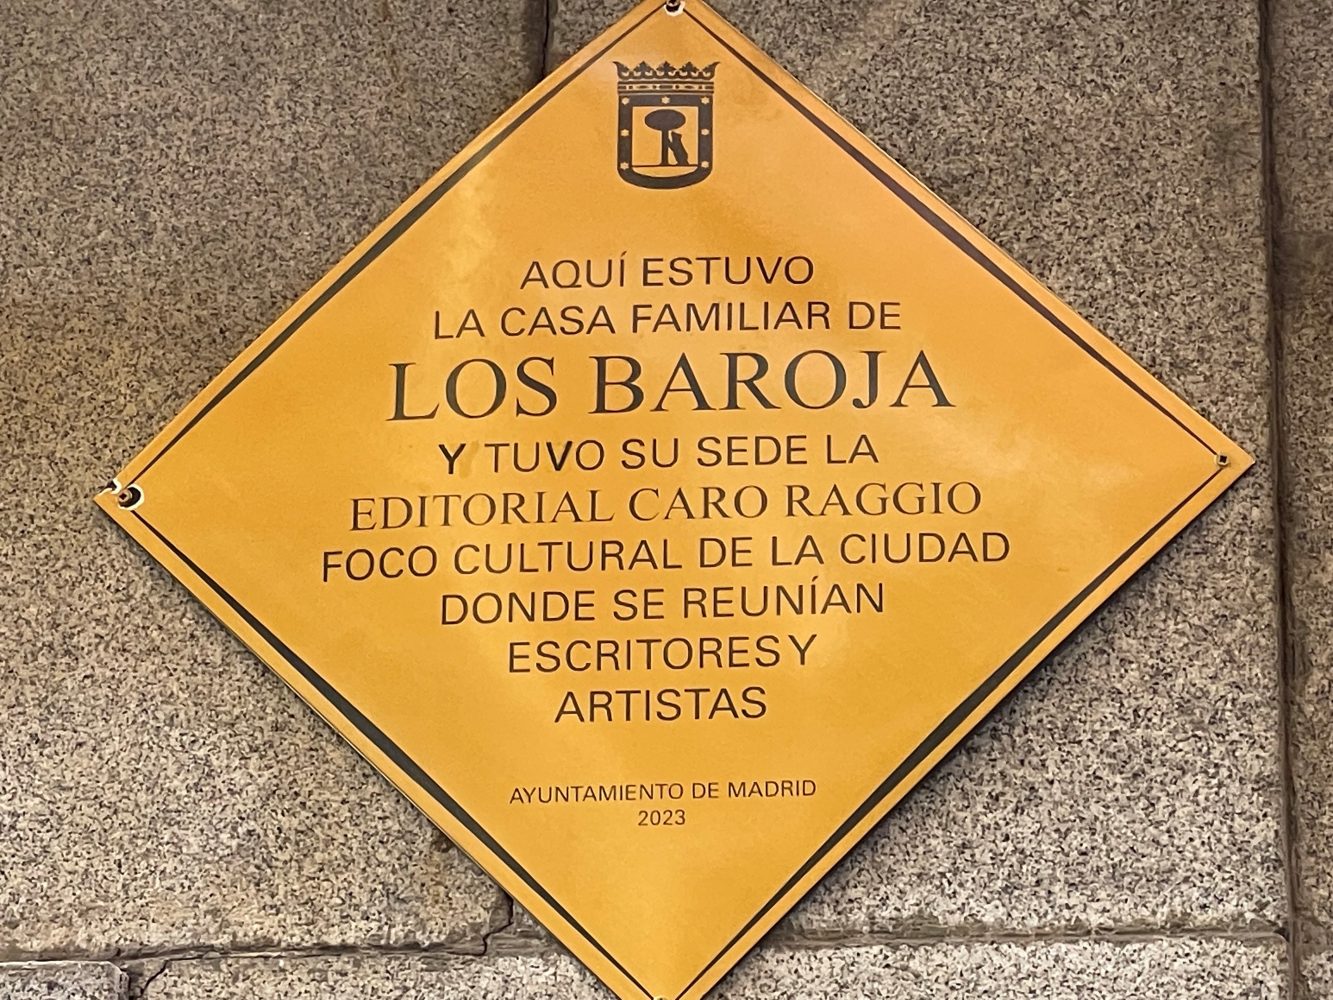 AQUÍ ESTUVO
LA CASA FAMILIAR DE
LOS BAROJA
Y TUVO SU SEDE LA
EDITORIAL CARO RAGGIO
FOCO CULTURAL DE LA CIUDAD
DONDE SE REUNÍAN
ESCRITORES Y
ARTISTAS
AYUNTAMIENTO DE MADRID
2023